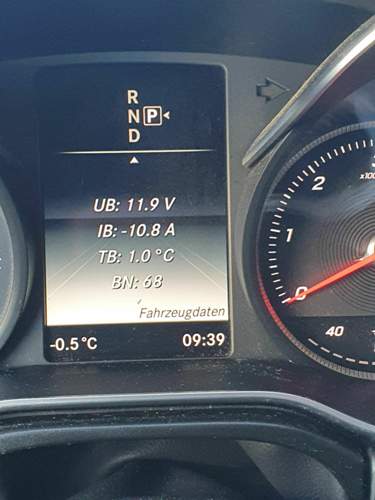 R
N P
D
UB: 11.9 V
IB: -10.8 A
TB: 1.0 °C
BN: 68
Fahrzeugdaten
-0.5 °C 09:39
2
1
0
40